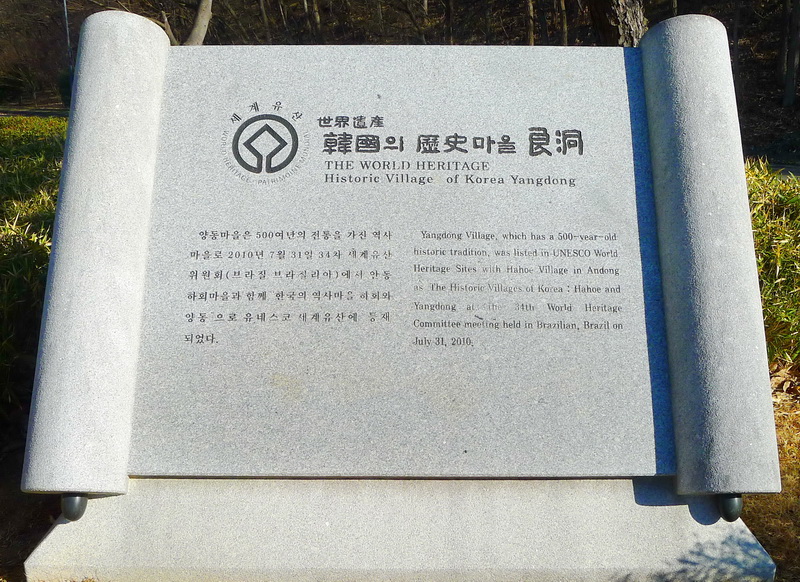 세계유산
WORLD HERITAGE · PATRIMOINE MONDIAL
世界遺産
韓國의 歷史마을 良洞
THE WORLD HERITAGE
Historic Village of Korea Yangdong
양동마을은 500여년의 전통을 가진 역사
마을로 2010년 7월 31일 34차 세계유산
위원회(브라질 브라질리아)에서 안동
하회마을과 함께 '한국의 역사마을 하회와
양동'으로 유네스코 세계유산에 등재
되었다.
Yangdong Village, which has a 500-year-old
historic tradition, was listed in UNESCO World
Heritage Sites with Hahoe Village in Andong
as The Historic Villages of Korea : Hahoe and
Yangdong at the 34th World Heritage
Committee meeting held in Brazilian, Brazil on
July 31, 2010.